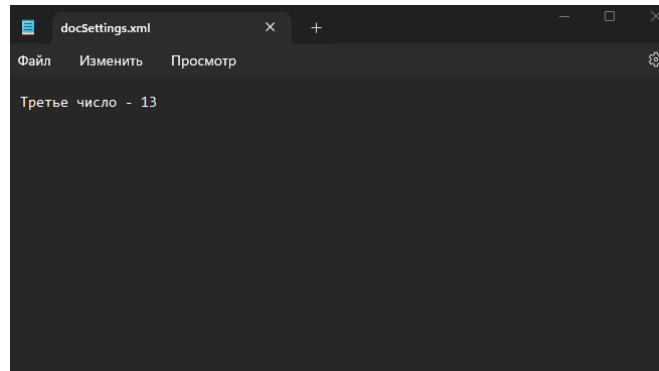 docSettings.xml
Файл Изменить Просмотр
Третье число - 13